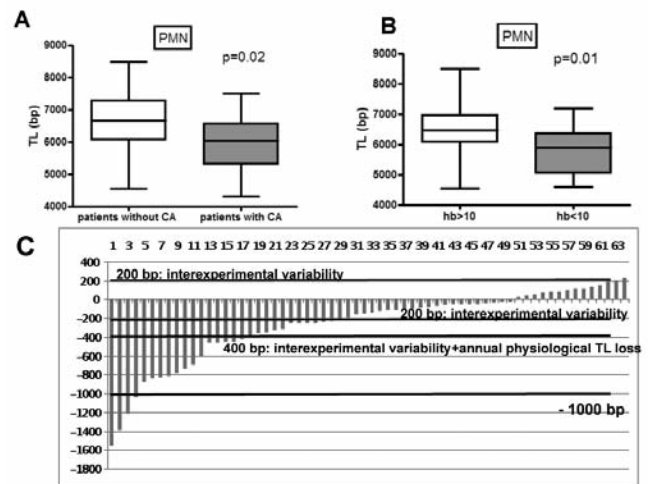 A
PMN
p=0.02
9000
8000
7000
6000
5000
4000
TL (bp)
patients without CA
patients with CA
B
PMN
p=0.01
9000
8000
7000
6000
5000
4000
TL (bp)
hb>10
hb<10
C
1 3 5 7 9 11 13 15 17 19 21 23 25 27 29 31 33 35 37 39 41 43 45 47 49 51 53 55 57 59 61 63
400
200
0
-200
-400
-600
-800
-1000
-1200
-1400
-1600
-1800
200 bp: interexperimental variability
200 bp: interexperimental variability
400 bp: interexperimental variability+annual physiological TL loss
- 1000 bp